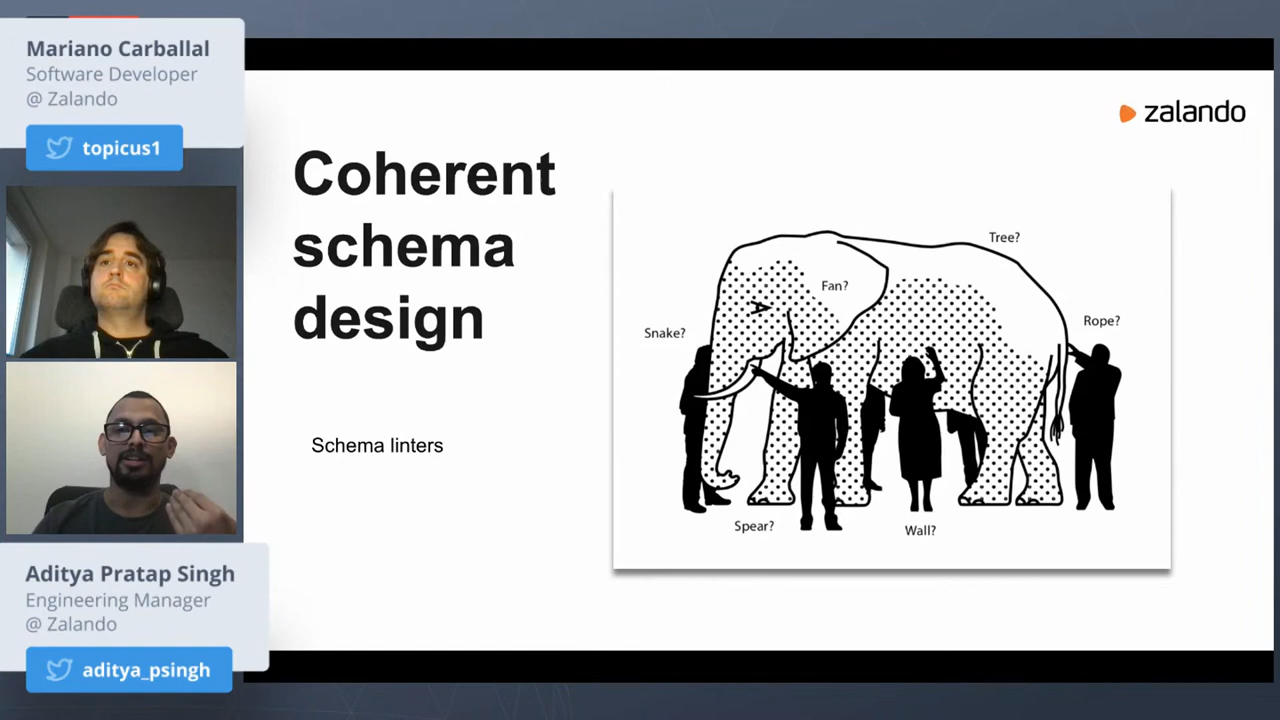 Mariano Carballal
Software Developer
@ Zalando
topicus1
Aditya Pratap Singh
Engineering Manager
@ Zalando
aditya_psingh
zalando
Coherent
schema
design
Schema linters
Tree?
Fan?
Snake?
Rope?
Spear?
Wall?